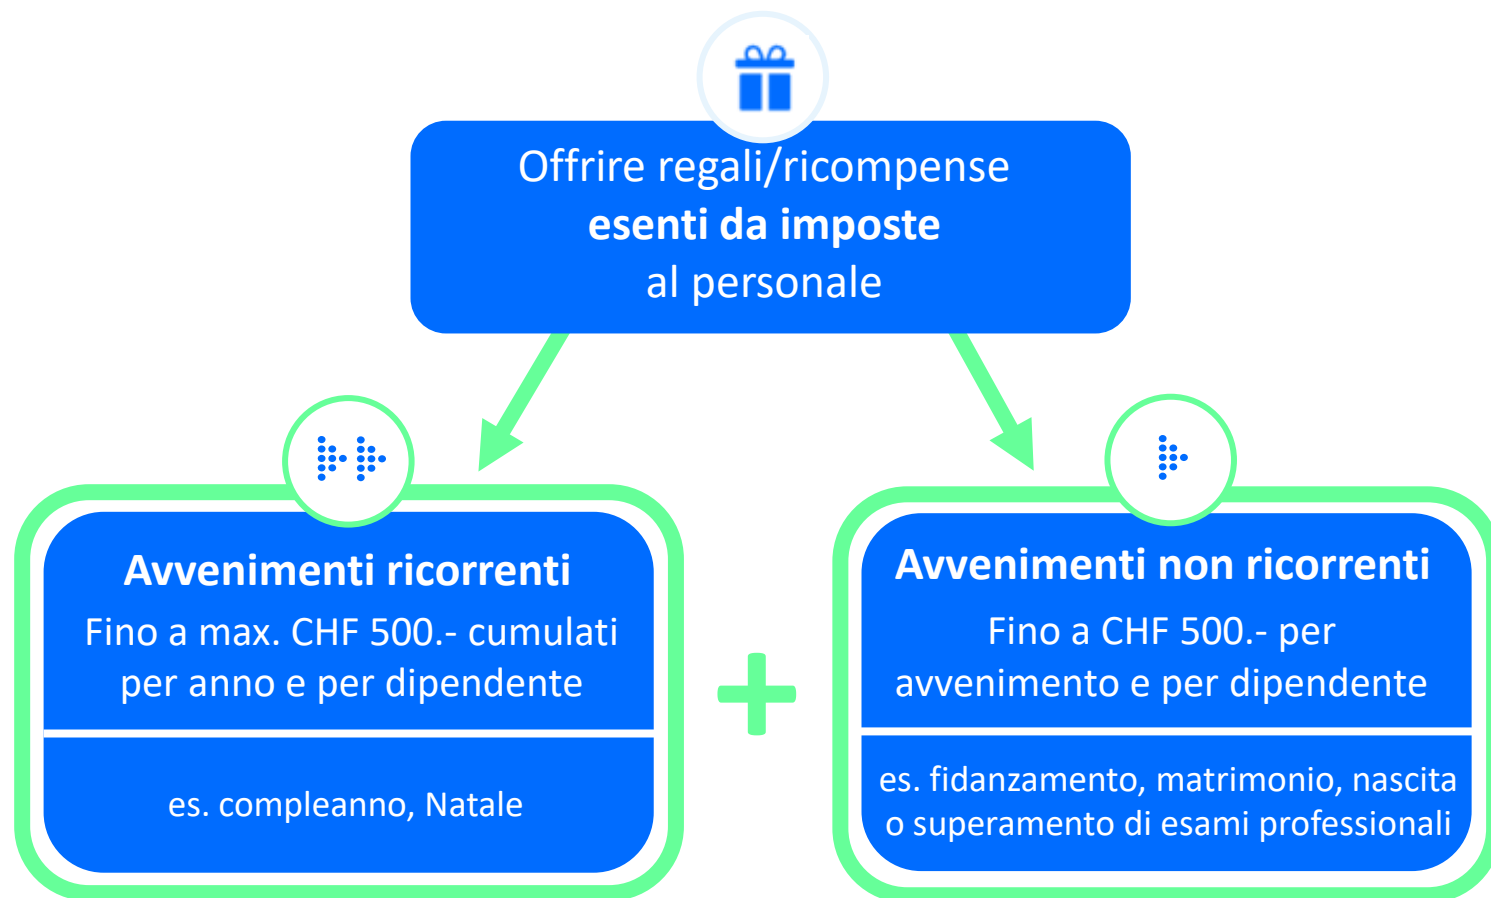 Offrire regali/ricompense
esenti da imposte
al personale
Avvenimenti ricorrenti
Fino a max. CHF 500.- cumulati
per anno e per dipendente
es. compleanno, Natale
Avvenimenti non ricorrenti
Fino a CHF 500.- per
avvenimento e per dipendente
es. fidanzamento, matrimonio, nascita
o superamento di esami professionali